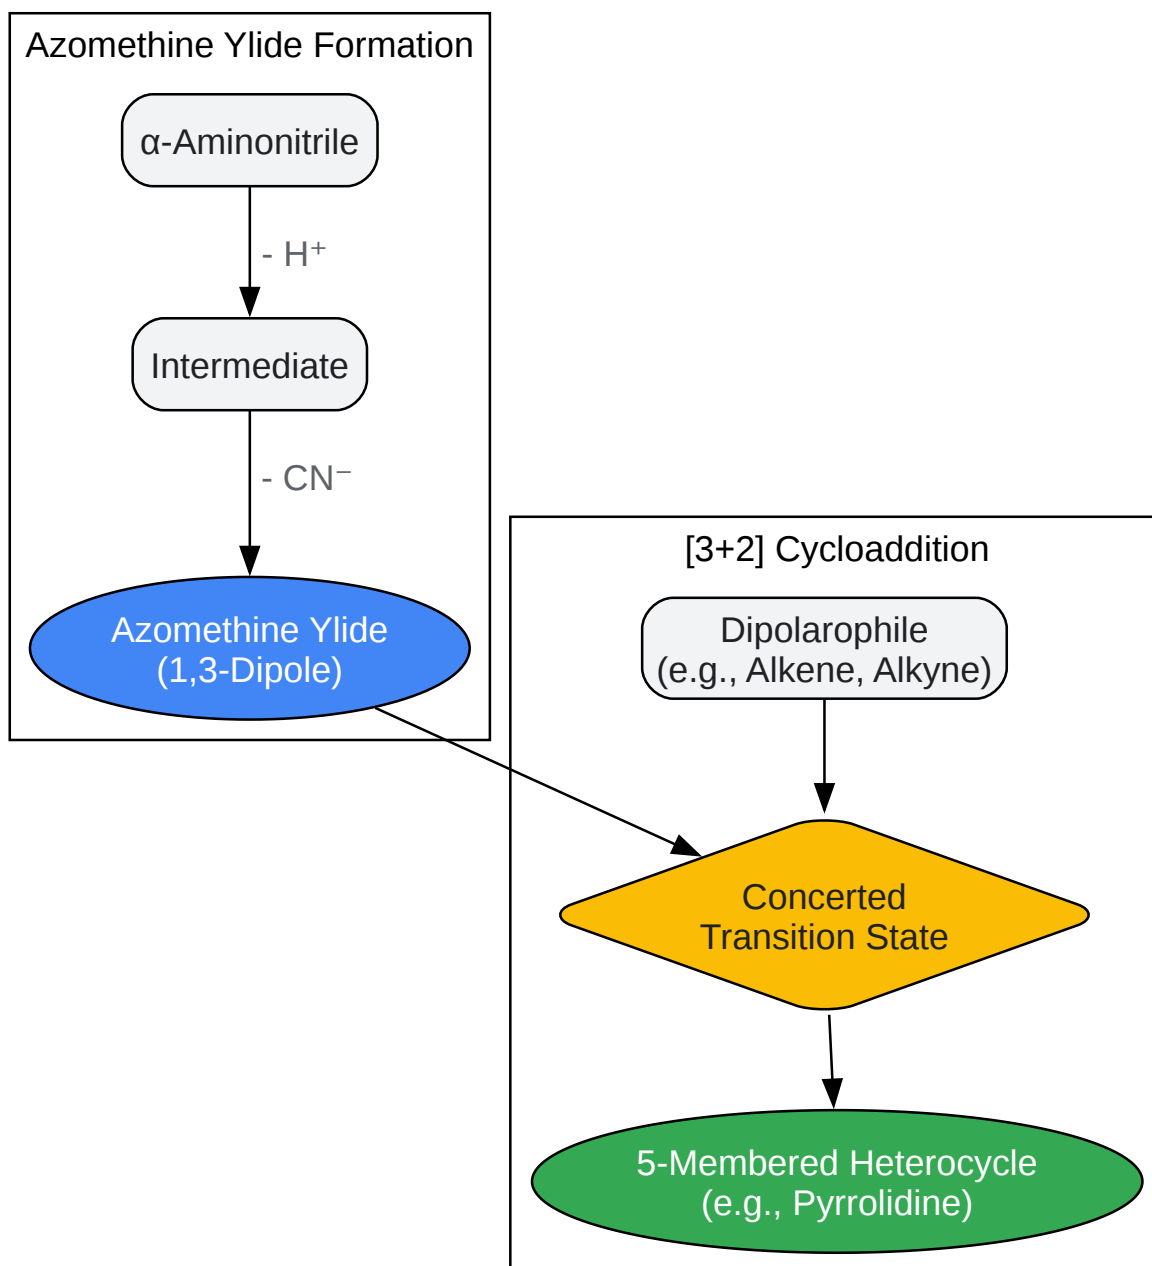 Azomethine Ylide Formation
α-Aminonitrile
- H⁺
Intermediate
- CN⁻
Azomethine Ylide
(1,3-Dipole)
[3+2] Cycloaddition
Dipolarophile
(e.g., Alkene, Alkyne)
Concerted
Transition State
5-Membered Heterocycle
(e.g., Pyrrolidine)